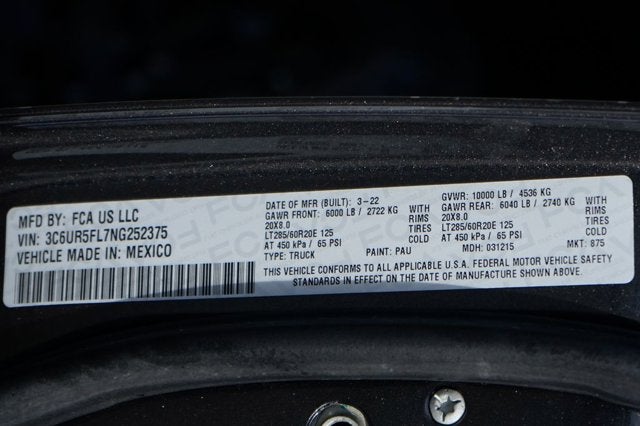 MFD BY: FCA US LLC
VIN: 3C6UR5FL7NG252375
VEHICLE MADE IN: MEXICO
DATE OF MFR (BUILT): 3-22 GVWR: 10000 LB / 4536 KG
GAWR FRONT: 6000 LB / 2722 KG WITH GAWR REAR: 6040 LB / 2740 KG WITH
20X8.0 RIMS 20X8.0 RIMS
LT285/60R20E 125 TIRES LT285/60R20E 125 TIRES
AT 450 kPa / 65 PSI COLD AT 450 kPa / 65 PSI COLD
TYPE: TRUCK PAINT: PAU MDH: 031215 MKT: 875
THIS VEHICLE CONFORMS TO ALL APPLICABLE U.S.A. FEDERAL MOTOR VEHICLE SAFETY
STANDARDS IN EFFECT ON THE DATE OF MANUFACTURE SHOWN ABOVE.